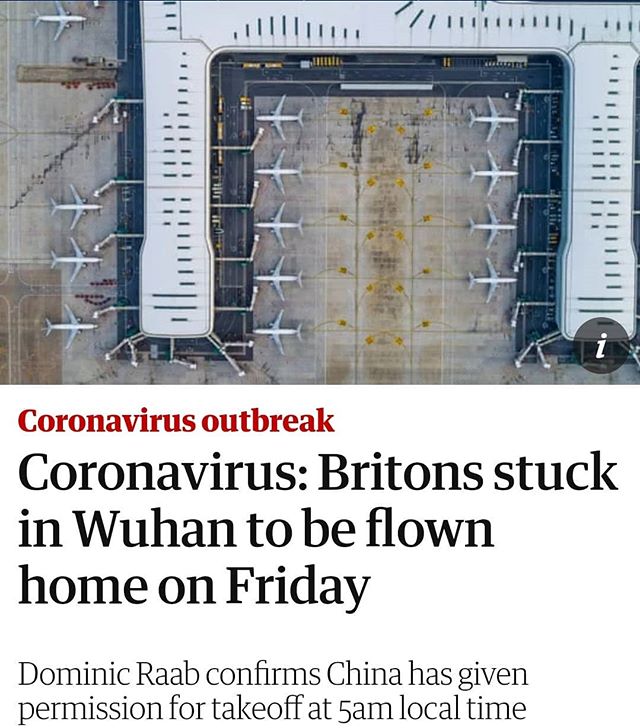 i
Coronavirus outbreak
Coronavirus: Britons stuck
in Wuhan to be flown
home on Friday
Dominic Raab confirms China has given
permission for takeoff at 5am local time